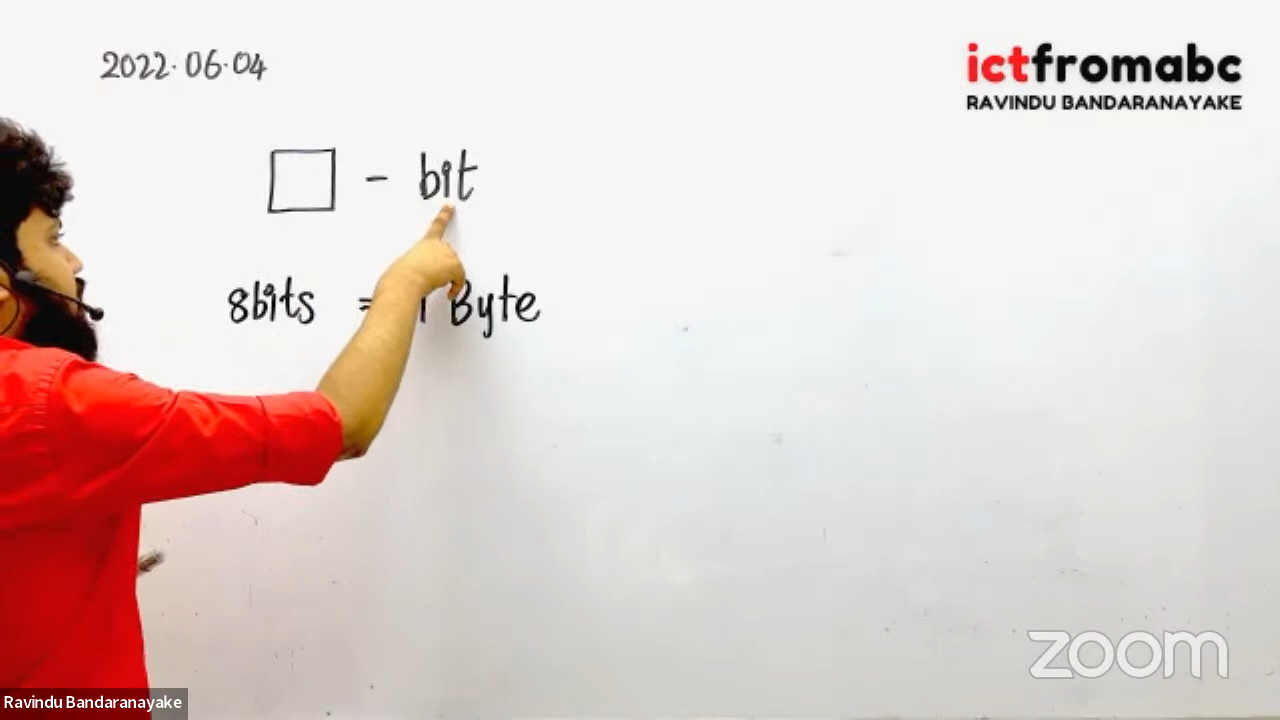 2022.06.04
ictfromabc
RAVINDU BANDARANAYAKE
- bit
8bits = 1 Byte
zoom
Ravindu Bandaranayake